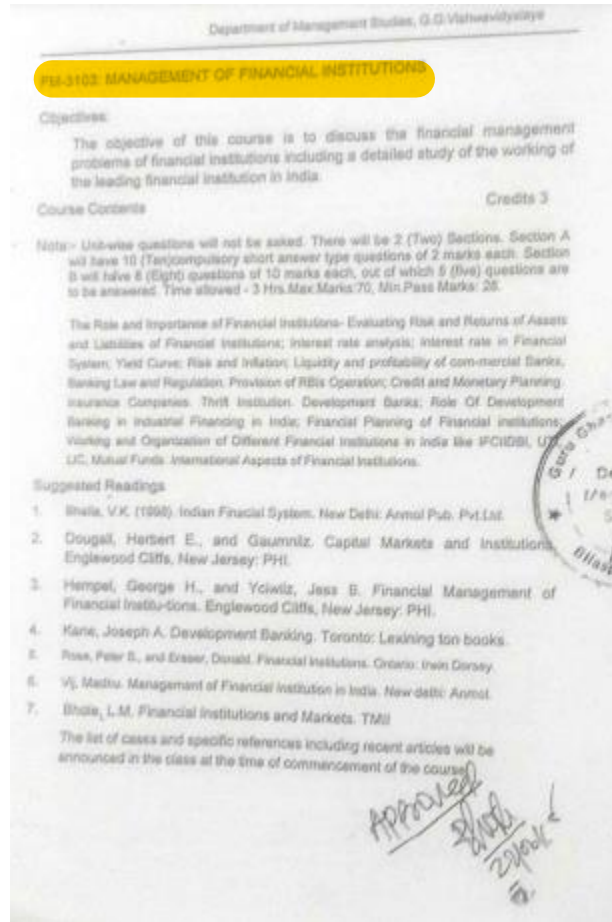 Department of Management Studies, G.G.Vishwavidyalaya
FM-3103: MANAGEMENT OF FINANCIAL INSTITUTIONS
Objectives:
The objective of this course is to discuss the financial management
problems of financial institutions including a detailed study of the working of
the leading financial institution in India.
Course Contents
Credits 3
Note:- Unit-wise questions will not be asked. There will be 2 (Two) Sections. Section A
will have 10 (Ten)compulsory short answer type questions of 2 marks each. Section
B will have 8 (Eight) questions of 10 marks each, out of which 5 (five) questions are
to be answered. Time allowed - 3 Hrs.Max.Marks:70, Min.Pass Marks: 28.
The Role and Importance of Financial Institutions- Evaluating Risk and Returns of Assets
and Liabilities of Financial Institutions; Interest rate analysis; Interest rate in Financial
System; Yield Curve; Risk and Inflation; Liquidity and profitability of com-mercial Banks,
Banking Law and Regulation. Provision of RBIs Operation; Credit and Monetary Planning.
Insurance Companies. Thrift Institution. Development Banks; Role Of Development
Banking in Industrial Financing in India; Financial Planning of Financial institutions;
Working and Organization of Different Financial Institutions in India like IFCIIDBI,
LIC, Mutual Funds. International Aspects of Financial Institutions.
Suggested Readings
1. Bhalla, V.K. (1998). Indian Finacial System. New Delhi: Anmol Pub. Pvt.Ltd.
2. Dougall, Herbert E., and Gaumnilz. Capital Markets and Institutions
Englewood Cliffs, New Jersey: PHI.
3. Hempel, George H., and Yciwliz, Jess B. Financial Management of
Financial Institu-tions. Englewood Cliffs, New Jersey: PHI.
4. Kane, Joseph A. Development Banking. Toronto: Lexining ton books.
5. Rose, Peter S., and Eraser, Donald. Financial Institutions. Ontario: Irwin Dorsey.
6. Vij, Madhu. Management of Financial Institution in India. New delhi: Anmol.
7. Bhole, L.M. Financial Institutions and Markets. TMII
The list of cases and specific references including recent articles will be
announced in the class at the time of commencement of the course.
Approved